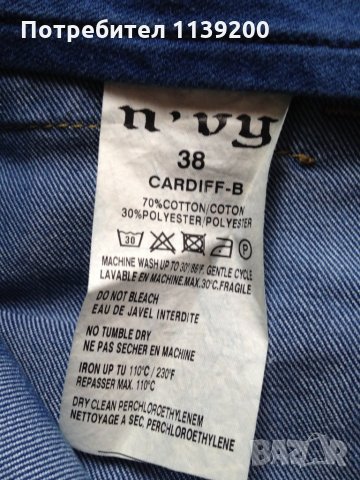 Потребител 1139200
n'vy
38
CARDIFF-B
70%COTTON/COTON
30%POLYESTER/POLYESTER
30 P
MACHINE WASH UP TO 30°/86°F. GENTLE CYCLE
LAVABLE EN MACHINE.MAX.30°C.FRAGILE
DO NOT BLEACH
EAU DE JAVEL INTERDITE
NO TUMBLE DRY
NE PAS SECHER EN MACHINE
IRON UP TU 110°C / 230°F
REPASSER MAX. 110°C
DRY CLEAN PERCHLOROETHYLENEM
NETTOYAGE A SEC, PERCHLOROETHYLENE
BAZAR